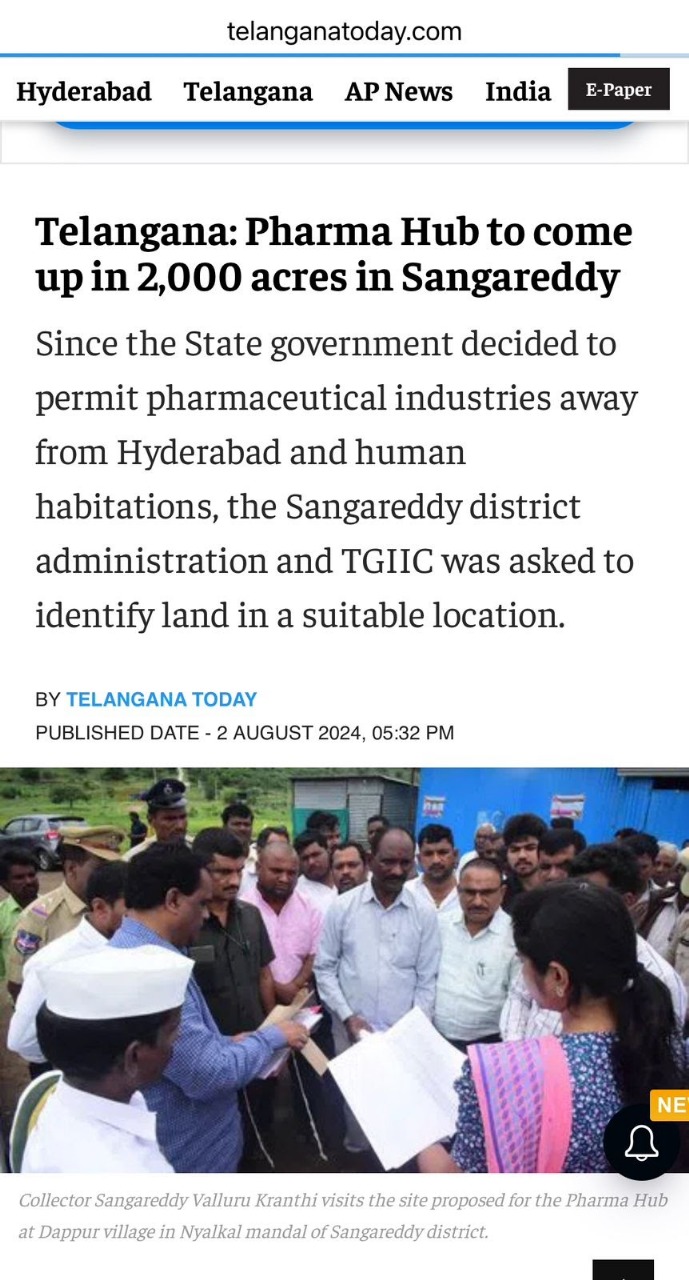 telanganatoday.com
Hyderabad Telangana AP News India E-Paper
Telangana: Pharma Hub to come
up in 2,000 acres in Sangareddy
Since the State government decided to
permit pharmaceutical industries away
from Hyderabad and human
habitations, the Sangareddy district
administration and TGIIC was asked to
identify land in a suitable location.
BY TELANGANA TODAY
PUBLISHED DATE - 2 AUGUST 2024, 05:32 PM
NE
Collector Sangareddy Valluru Kranthi visits the site proposed for the Pharma Hub
at Dappur village in Nyalkal mandal of Sangareddy district.